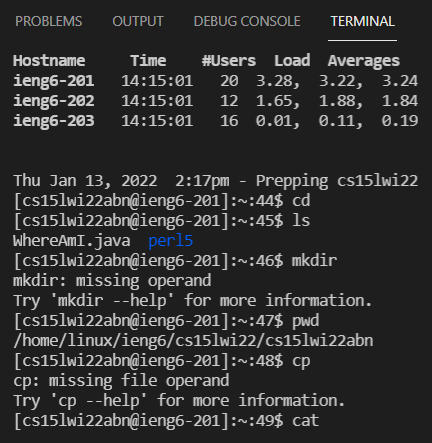 PROBLEMS OUTPUT DEBUG CONSOLE TERMINAL
Hostname Time #Users Load Averages
ieng6-201 14:15:01 20 3.28, 3.22, 3.24
ieng6-202 14:15:01 12 1.65, 1.88, 1.84
ieng6-203 14:15:01 16 0.01, 0.11, 0.19
Thu Jan 13, 2022 2:17pm - Prepping cs15lwi22
[cs15lwi22abn@ieng6-201]:~:44$ cd
[cs15lwi22abn@ieng6-201]:~:45$ ls
WhereAmI.java perl5
[cs15lwi22abn@ieng6-201]:~:46$ mkdir
mkdir: missing operand
Try 'mkdir --help' for more information.
[cs15lwi22abn@ieng6-201]:~:47$ pwd
/home/linux/ieng6/cs15lwi22/cs15lwi22abn
[cs15lwi22abn@ieng6-201]:~:48$ cp
cp: missing file operand
Try 'cp --help' for more information.
[cs15lwi22abn@ieng6-201]:~:49$ cat